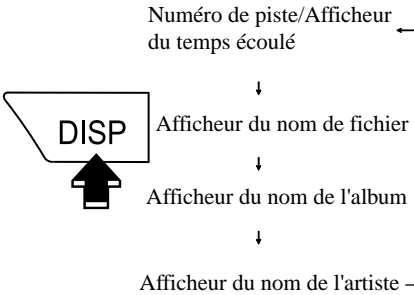 Numéro de piste/Afficheur
du temps écoulé
DISP
Afficheur du nom de fichier
Afficheur du nom de l'album
Afficheur du nom de l'artiste